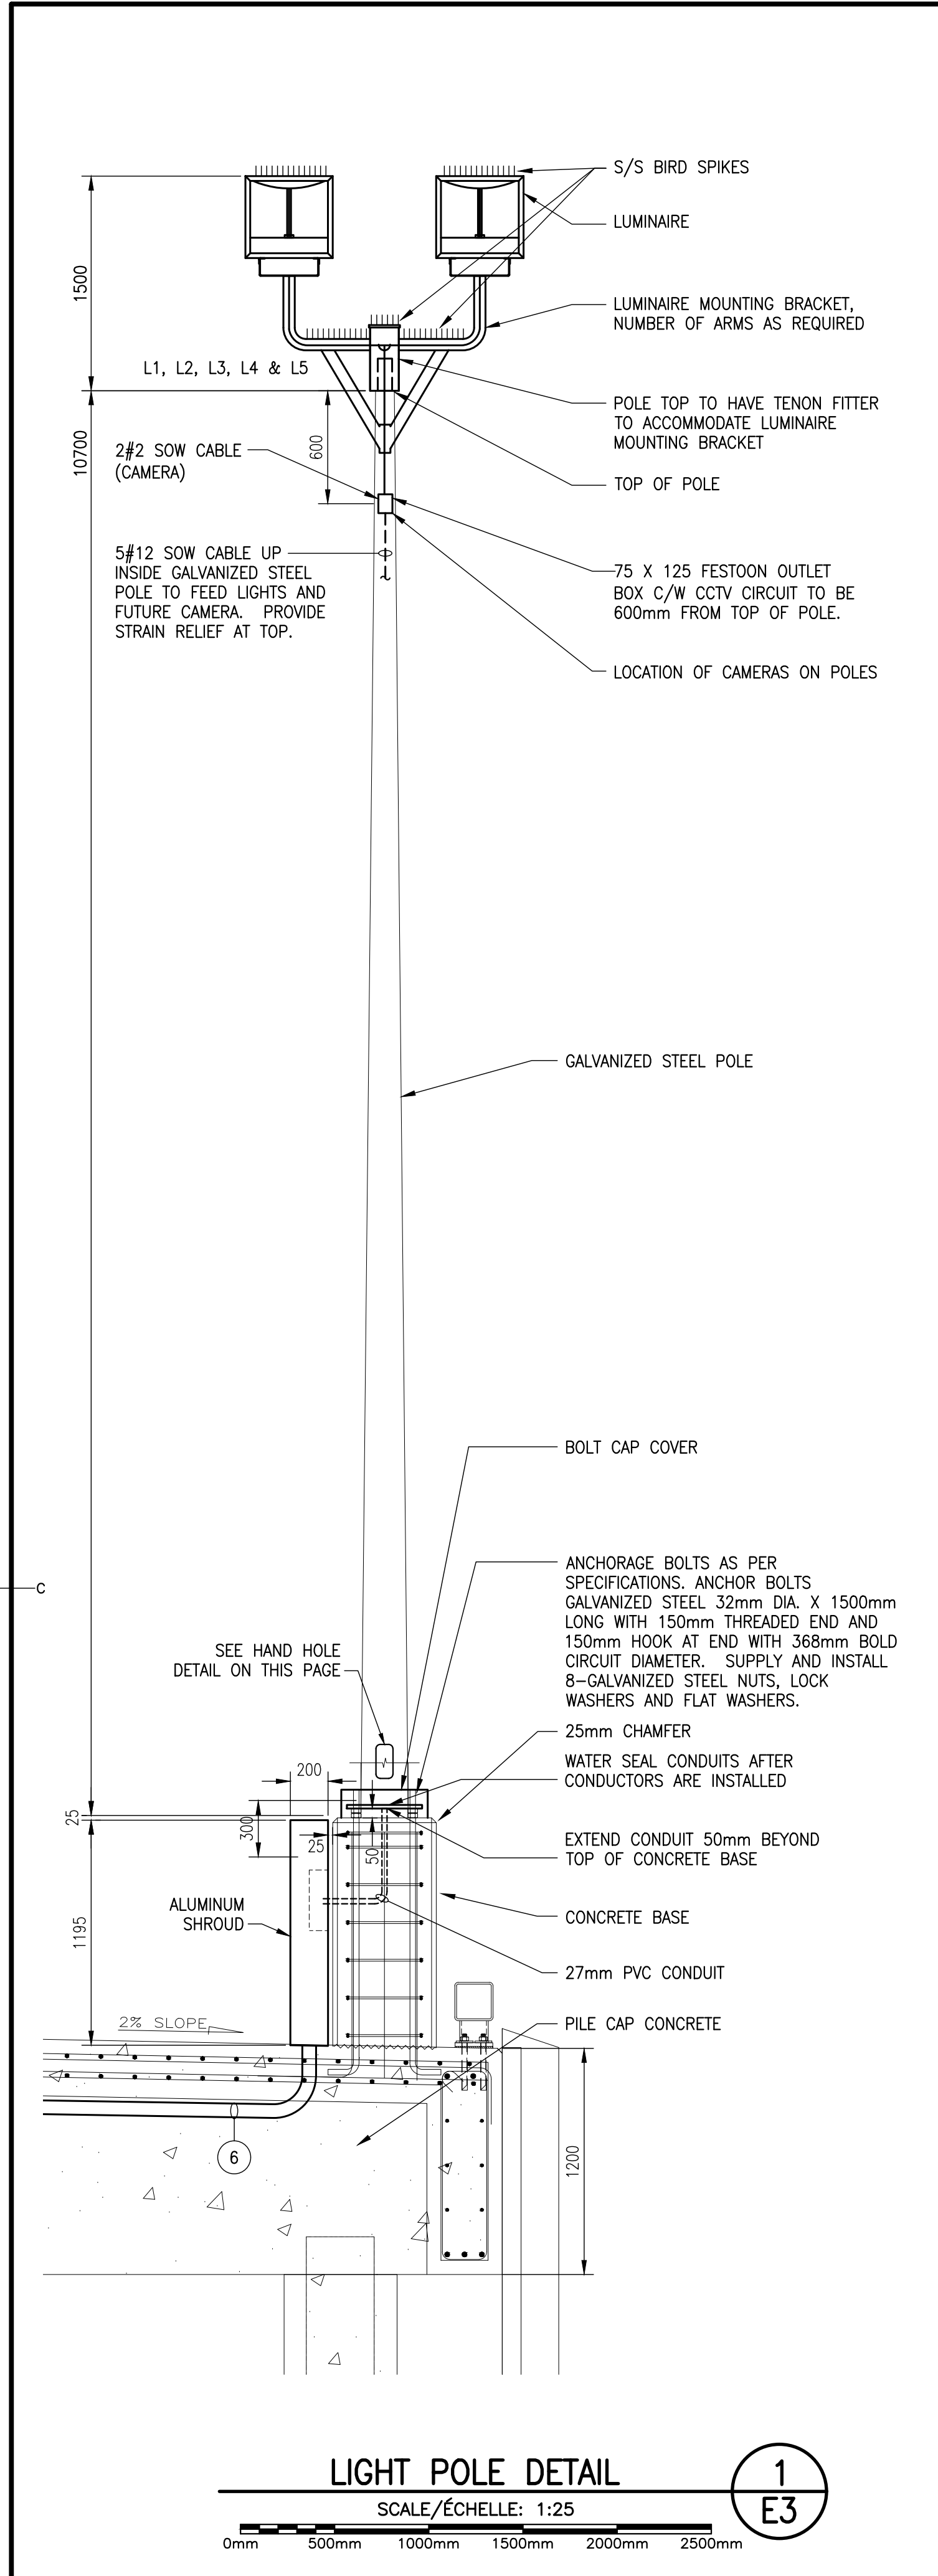 S/S BIRD SPIKES
LUMINAIRE
1500
LUMINAIRE MOUNTING BRACKET,
NUMBER OF ARMS AS REQUIRED
L1, L2, L3, L4 & L5
POLE TOP TO HAVE TENON FITTER
TO ACCOMMODATE LUMINAIRE
MOUNTING BRACKET
10700
600
2#2 SOW CABLE
(CAMERA)
TOP OF POLE
5#12 SOW CABLE UP
INSIDE GALVANIZED STEEL
POLE TO FEED LIGHTS AND
FUTURE CAMERA. PROVIDE
STRAIN RELIEF AT TOP.
75 X 125 FESTOON OUTLET
BOX C/W CCTV CIRCUIT TO BE
600mm FROM TOP OF POLE.
LOCATION OF CAMERAS ON POLES
GALVANIZED STEEL POLE
BOLT CAP COVER
C
ANCHORAGE BOLTS AS PER
SPECIFICATIONS. ANCHOR BOLTS
GALVANIZED STEEL 32mm DIA. X 1500mm
LONG WITH 150mm THREADED END AND
150mm HOOK AT END WITH 368mm BOLD
CIRCUIT DIAMETER. SUPPLY AND INSTALL
8-GALVANIZED STEEL NUTS, LOCK
WASHERS AND FLAT WASHERS.
SEE HAND HOLE
DETAIL ON THIS PAGE
25mm CHAMFER
WATER SEAL CONDUITS AFTER
CONDUCTORS ARE INSTALLED
200
25
300
25
50
EXTEND CONDUIT 50mm BEYOND
TOP OF CONCRETE BASE
ALUMINUM
SHROUD
CONCRETE BASE
1195
27mm PVC CONDUIT
2% SLOPE
PILE CAP CONCRETE
6
1200
LIGHT POLE DETAIL
1
E3
SCALE/ÉCHELLE: 1:25
0mm 500mm 1000mm 1500mm 2000mm 2500mm